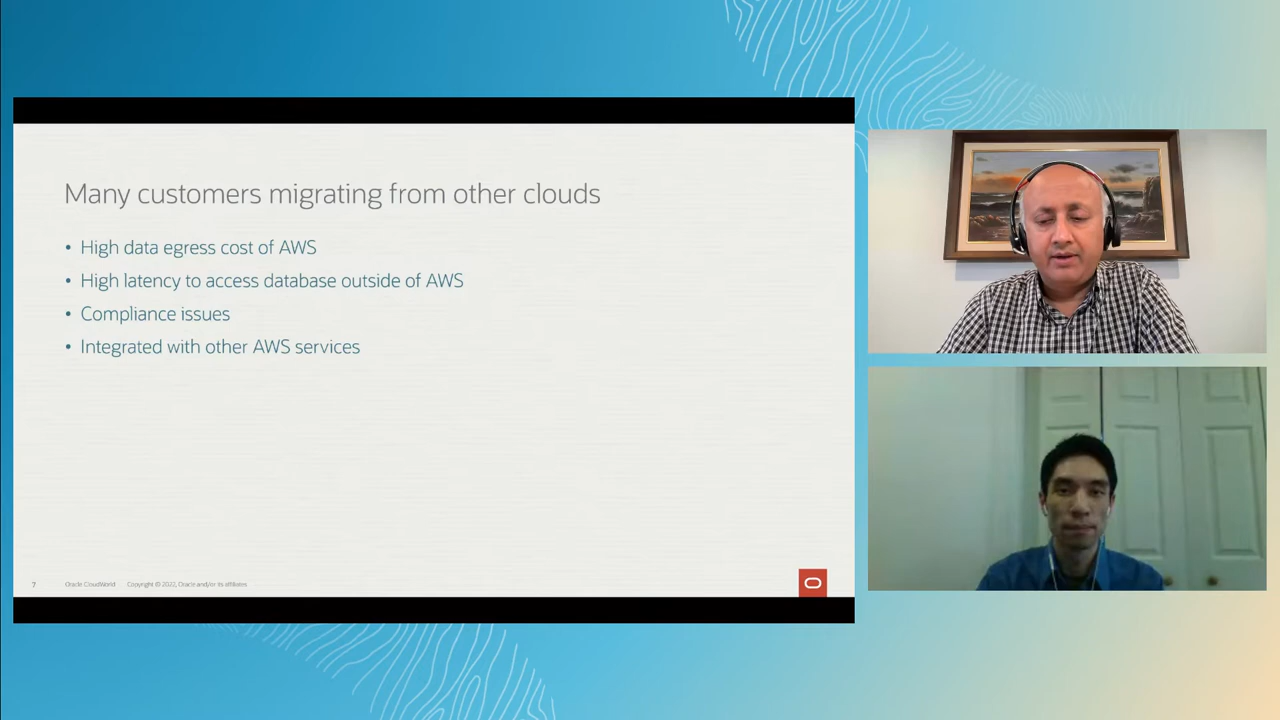 Many customers migrating from other clouds
• High data egress cost of AWS
• High latency to access database outside of AWS
• Compliance issues
• Integrated with other AWS services
7 Oracle CloudWorld Copyright © 2022, Oracle and/or its affiliates